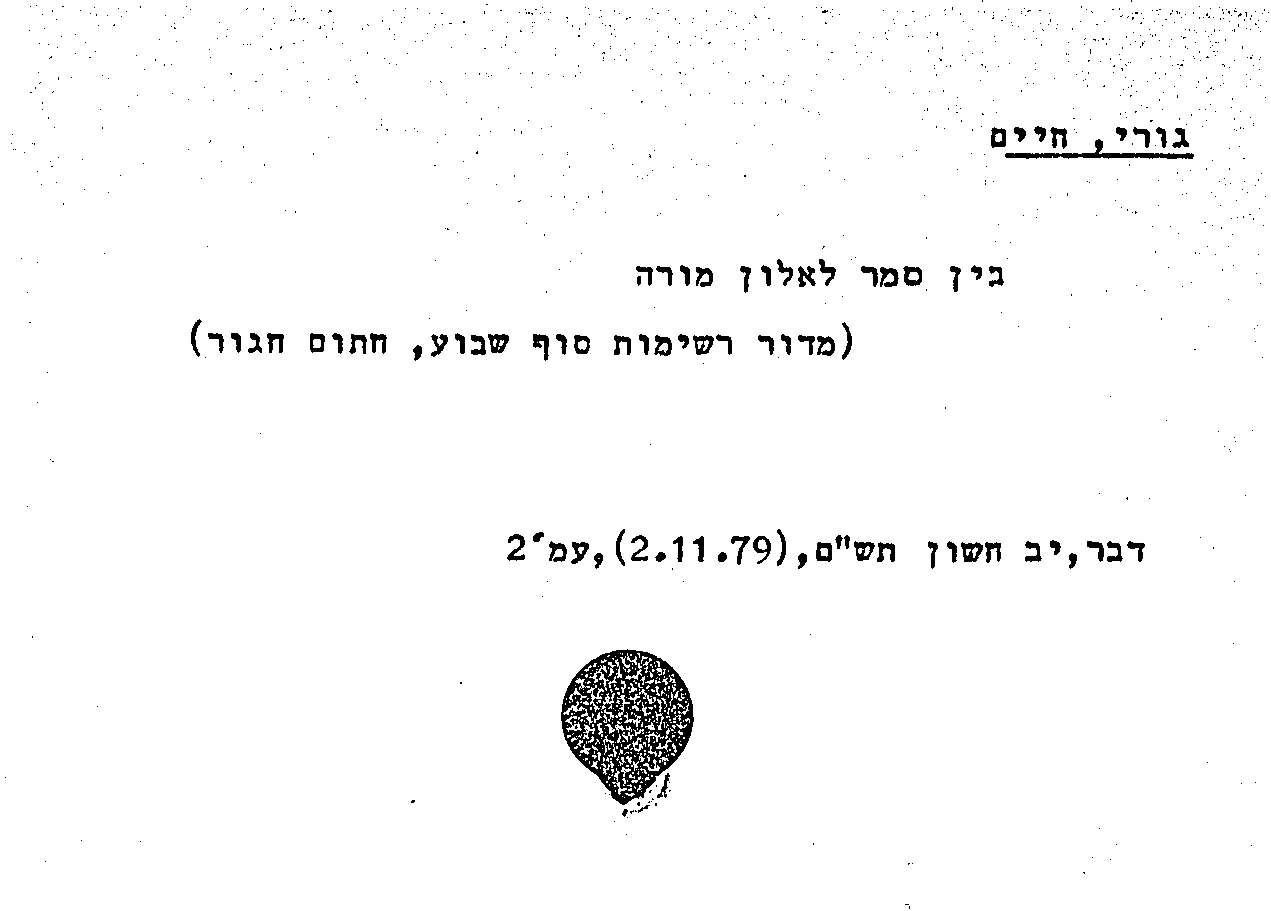 גורי, חיים
בין סמר לאלון מורה
(מדור רשימות סוף שבוע, חתום חגור)
דבר,יב חשון תש"ם,(2.11.79),עמ'2